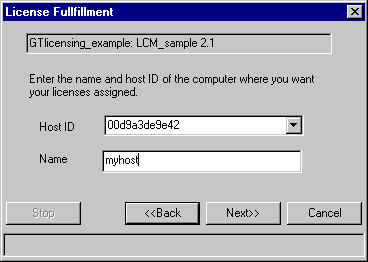 License Fullfillment
GTlicensing_example: LCM_sample 2.1
Enter the name and host ID of the computer where you want
your licenses assigned.
Host ID 00d9a3de9e42
Name myhost
Stop <<Back Next>> Cancel